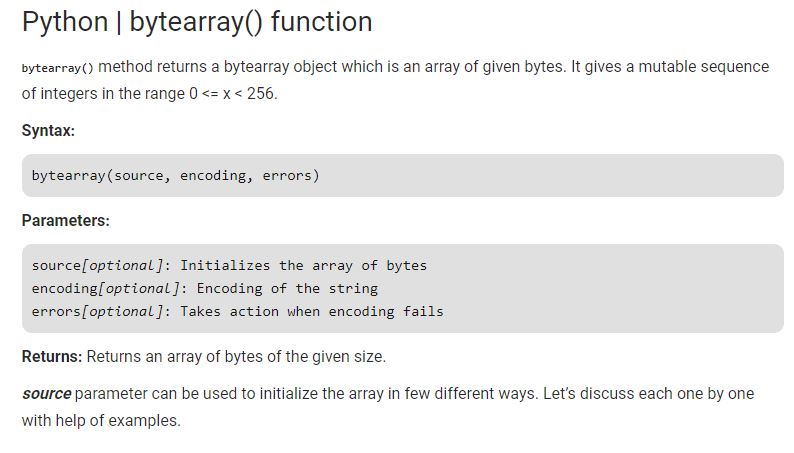 Python | bytearray() function
bytearray() method returns a bytearray object which is an array of given bytes. It gives a mutable sequence
of integers in the range 0 <= x < 256.
Syntax:
bytearray(source, encoding, errors)
Parameters:
source[optional]: Initializes the array of bytes
encoding[optional]: Encoding of the string
errors[optional]: Takes action when encoding fails
Returns: Returns an array of bytes of the given size.
source parameter can be used to initialize the array in few different ways. Let’s discuss each one by one
with help of examples.